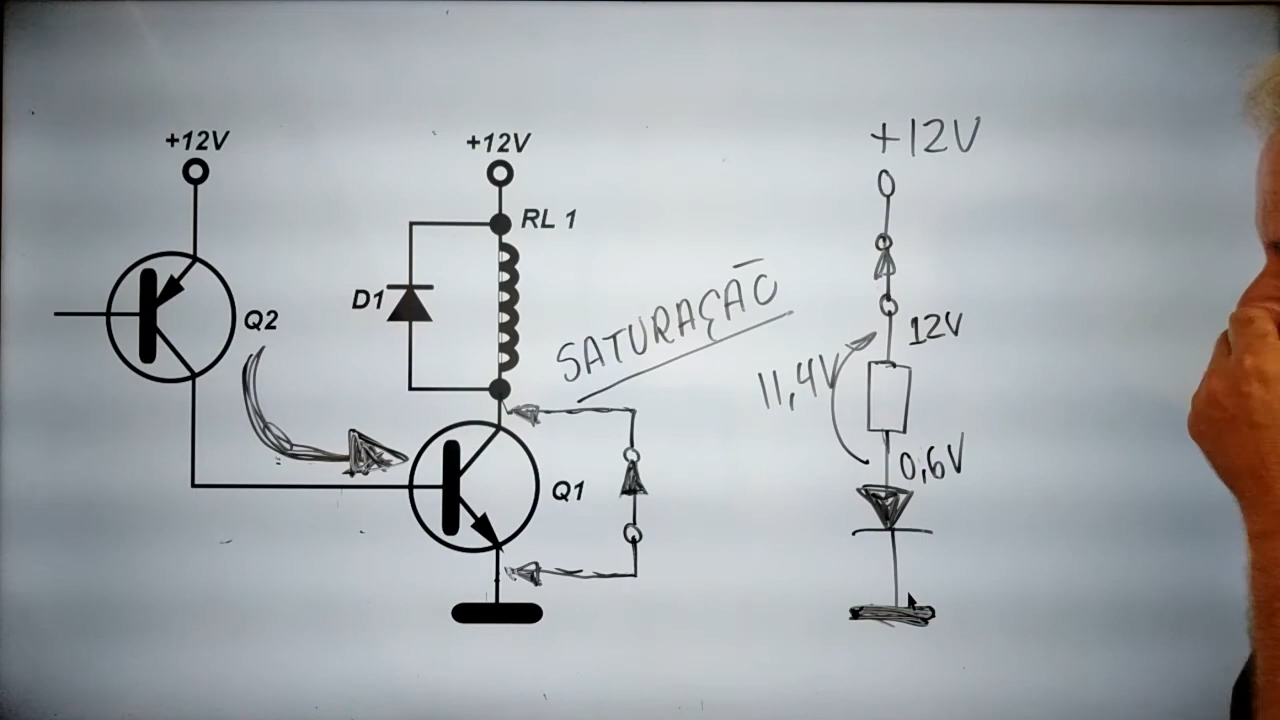 +12V
Q2
+12V
RL 1
D1
Q1
SATURAÇÃO
+12V
12V
11,4V
0,6V